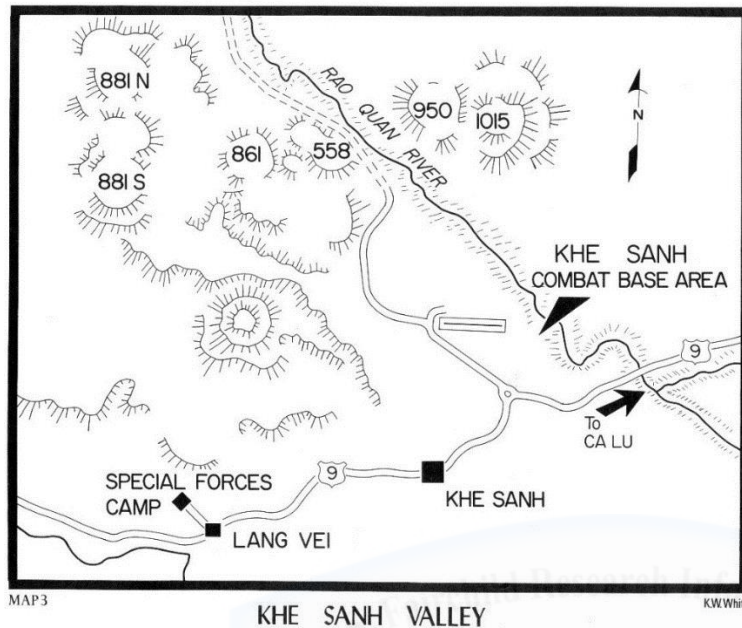 881 N
881 S
861
558
RAO QUAN RIVER
950
1015
N
KHE SANH
COMBAT BASE AREA
9
To
CA LU
9
KHE SANH
SPECIAL FORCES
CAMP
LANG VEI
MAP 3
KHE SANH VALLEY